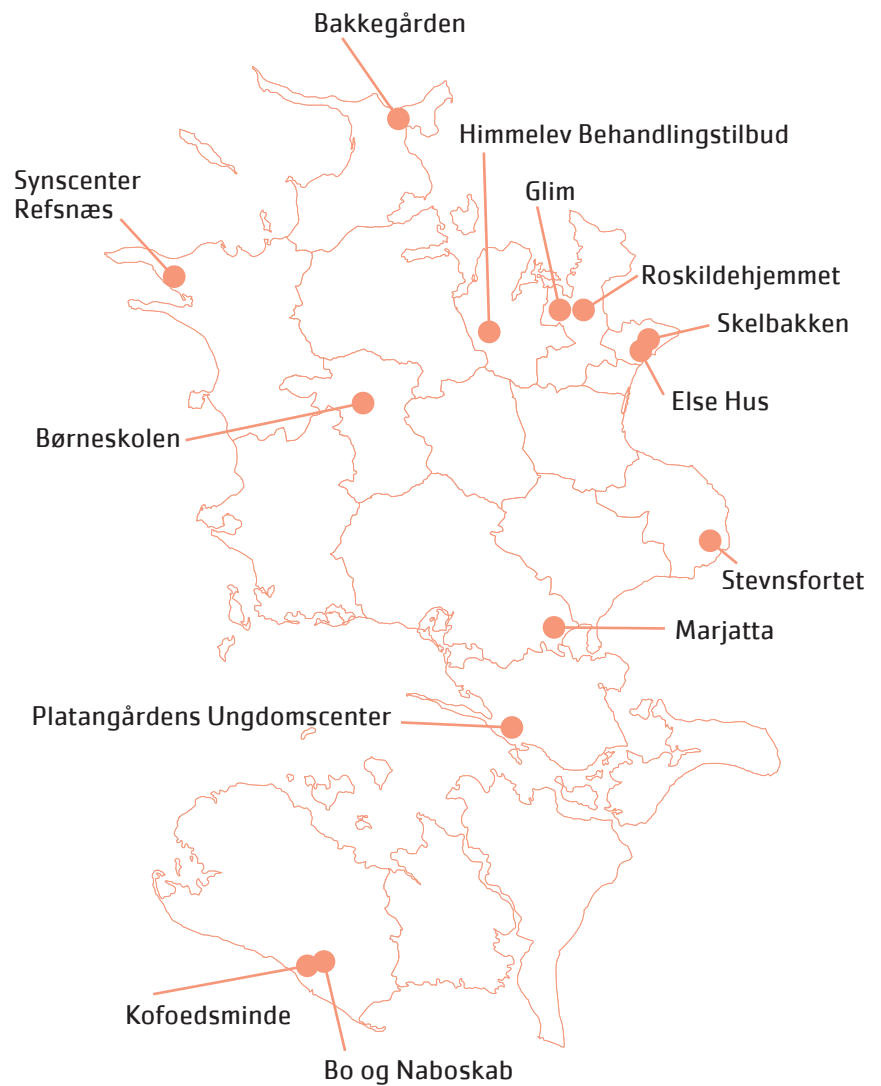 Bakkegården
Himmelev Behandlingstilbud
Synscenter
Refsnæs
Glim
Roskildehjemmet
Skelbakken
Else Hus
Børneskolen
Stevnsfortet
Marjatta
Platangårdens Ungdomscenter
Kofoedsminde
Bo og Naboskab